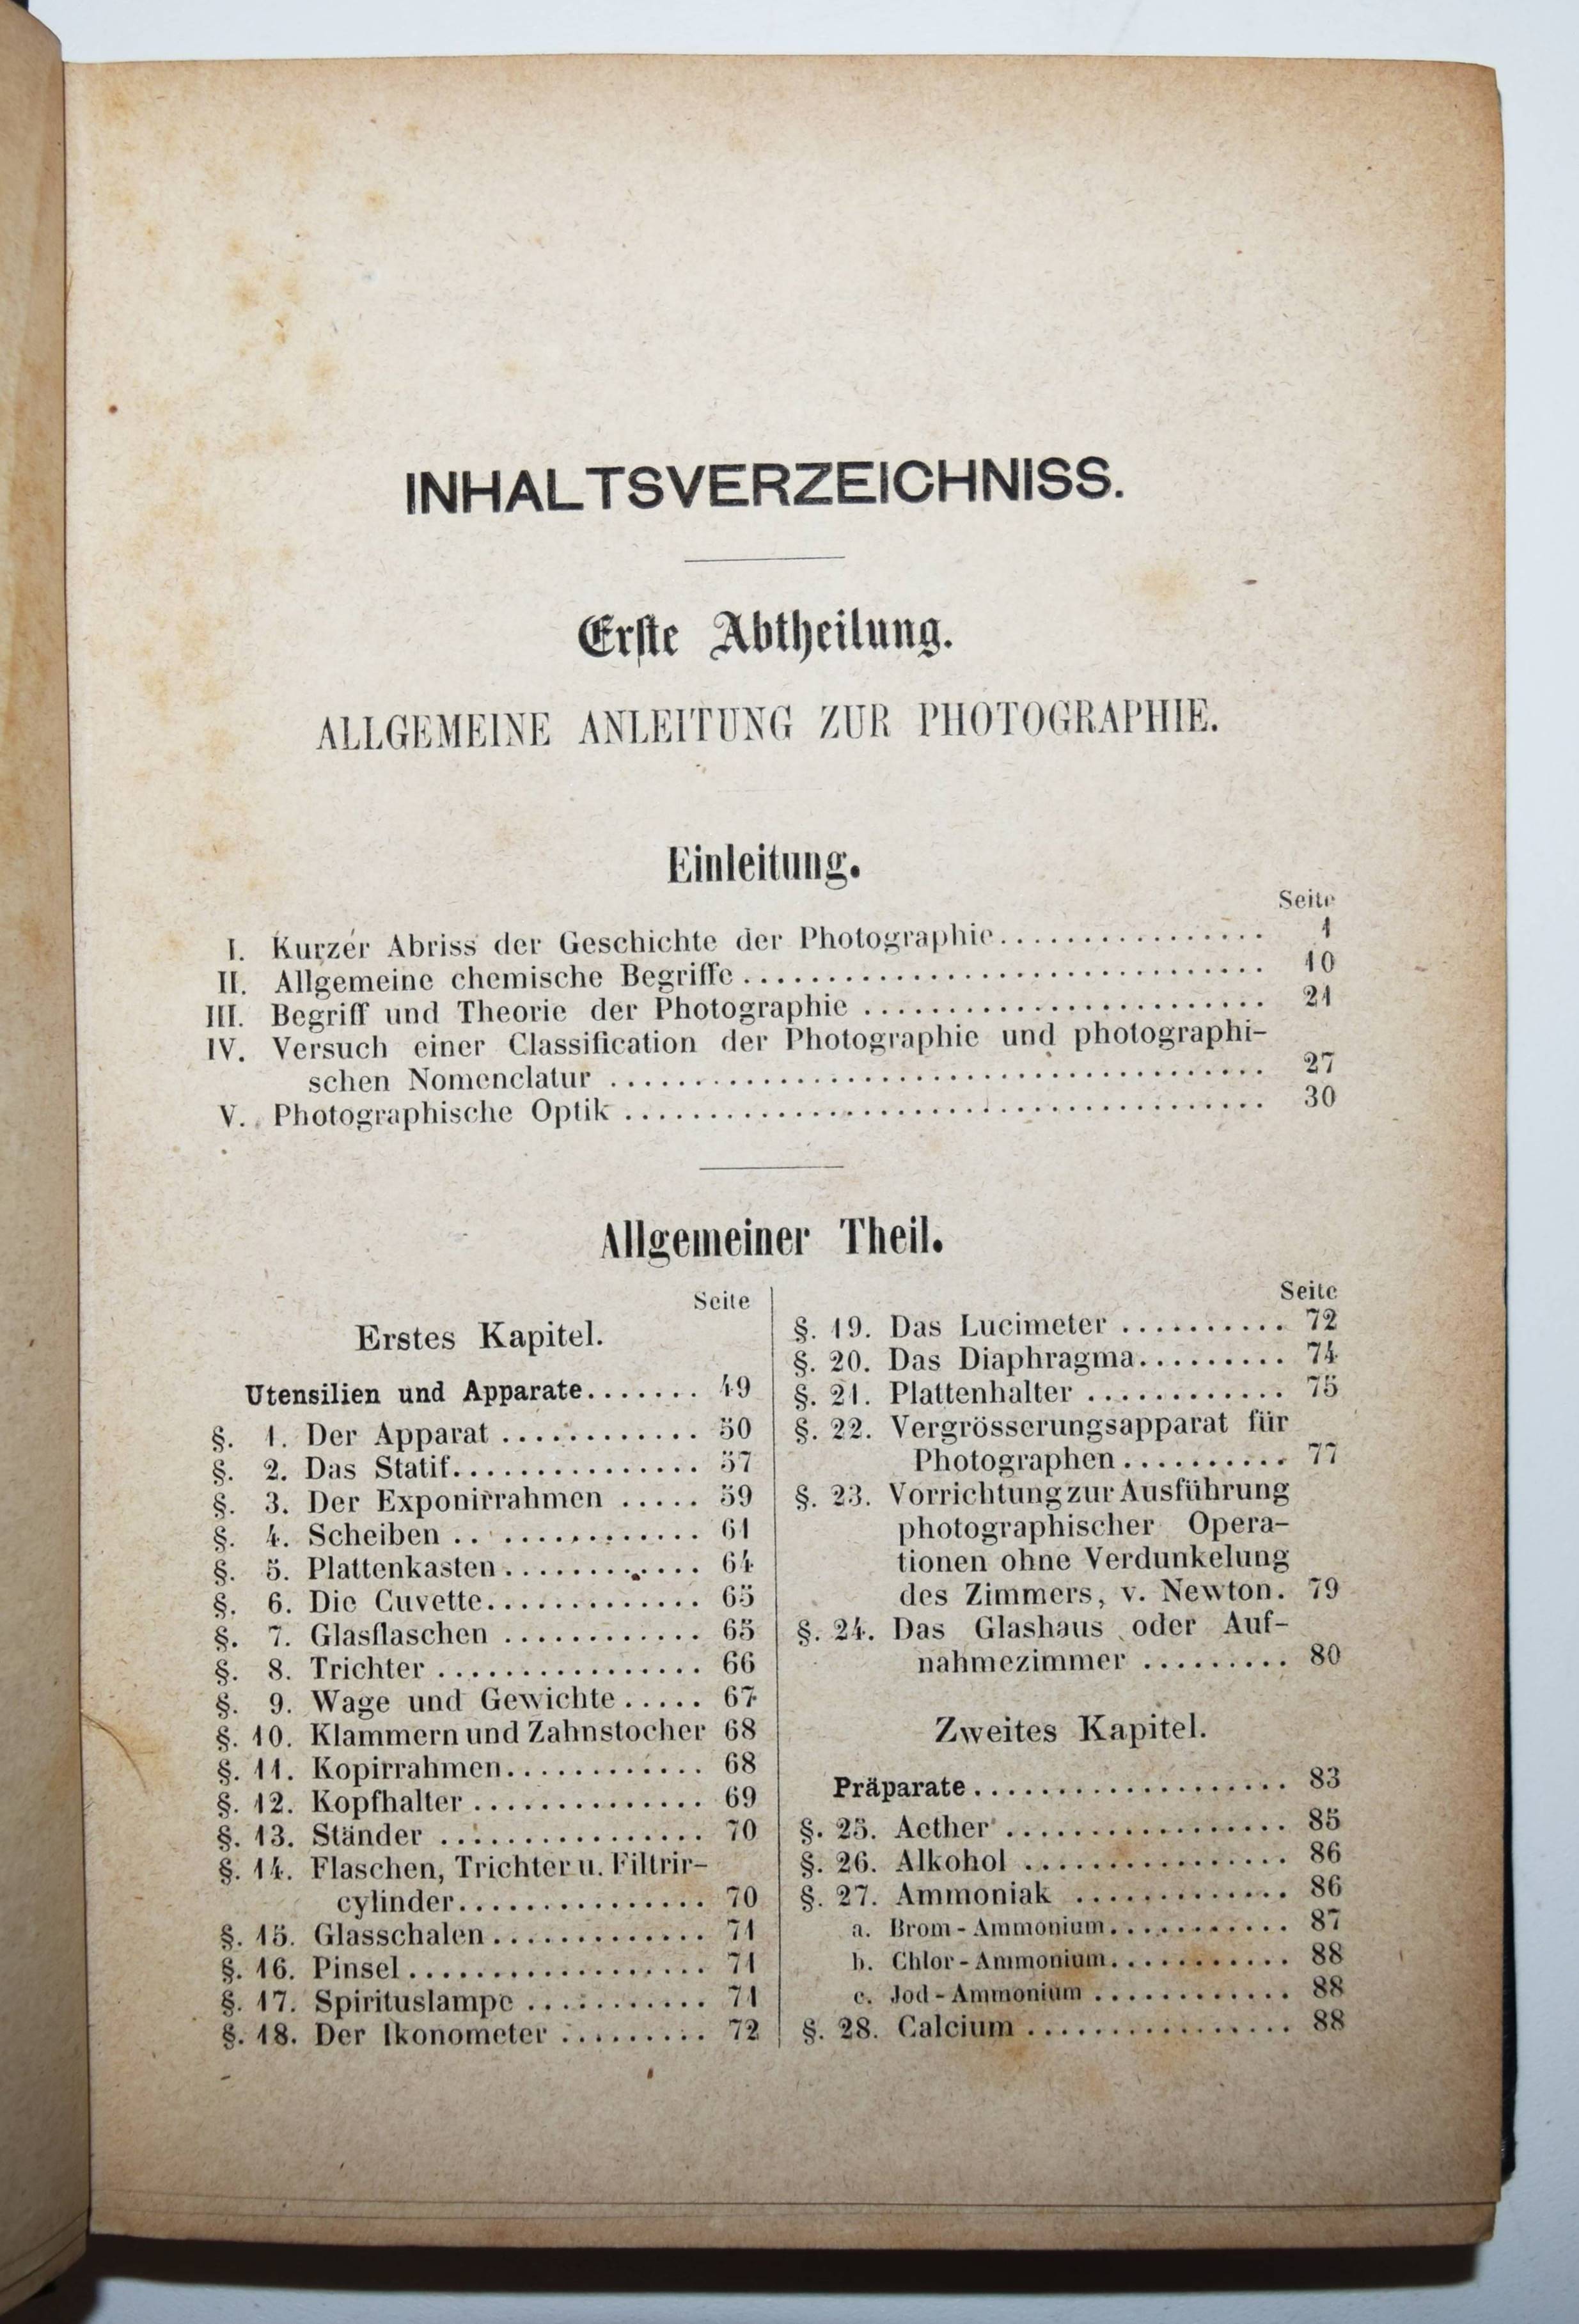 INHALTSVERZEICHNISS.
Erste Abtheilung.
ALLGEMEINE ANLEITUNG ZUR PHOTOGRAPHIE.
Einleitung.
Seite
I. Kurzer Abriss der Geschichte der Photographie................ 1
II. Allgemeine chemische Begriffe............................... 10
III. Begriff und Theorie der Photographie ........................ 21
IV. Versuch einer Classification der Photographie und photographi-
schen Nomenclatur ....................................... 27
V. Photographische Optik ...................................... 30
Allgemeiner Theil.
Seite
Erstes Kapitel.
Utensilien und Apparate....... 49
§. 1. Der Apparat ............ 50
§. 2. Das Statif............... 57
§. 3. Der Exponirrahmen ..... 59
§. 4. Scheiben .. ............ 61
§. 5. Plattenkasten............ 64
§. 6. Die Cuvette............. 65
§. 7. Glasflaschen ............ 65
§. 8. Trichter ................ 66
§. 9. Wage und Gewichte..... 67
§. 10. Klammern und Zahnstocher 68
§. 11. Kopirrahmen............ 68
§. 12. Kopfhalter .............. 69
§. 13. Ständer ................ 70
§. 14. Flaschen, Trichter u. Filtrir-
cylinder............... 70
§. 15. Glasschalen............. 71
§. 16. Pinsel.................. 71
§. 17. Spirituslampe ........... 71
§. 18. Der Ikonometer ......... 72
Seite
§. 19. Das Lucimeter .......... 72
§. 20. Das Diaphragma......... 74
§. 21. Plattenhalter ............ 75
§. 22. Vergrösserungsapparat für
Photographen.......... 77
§. 23. Vorrichtung zur Ausführung
photographischer Opera-
tionen ohne Verdunkelung
des Zimmers, v. Newton. 79
§. 24. Das Glashaus oder Auf-
nahmezimmer ......... 80
Zweites Kapitel.
Präparate................... 83
§. 25. Aether ................. 85
§. 26. Alkohol ................ 86
§. 27. Ammoniak ............. 86
a. Brom-Ammonium........... 87
b. Chlor-Ammonium........... 88
c. Jod-Ammonium ............ 88
§. 28. Calcium ................ 88